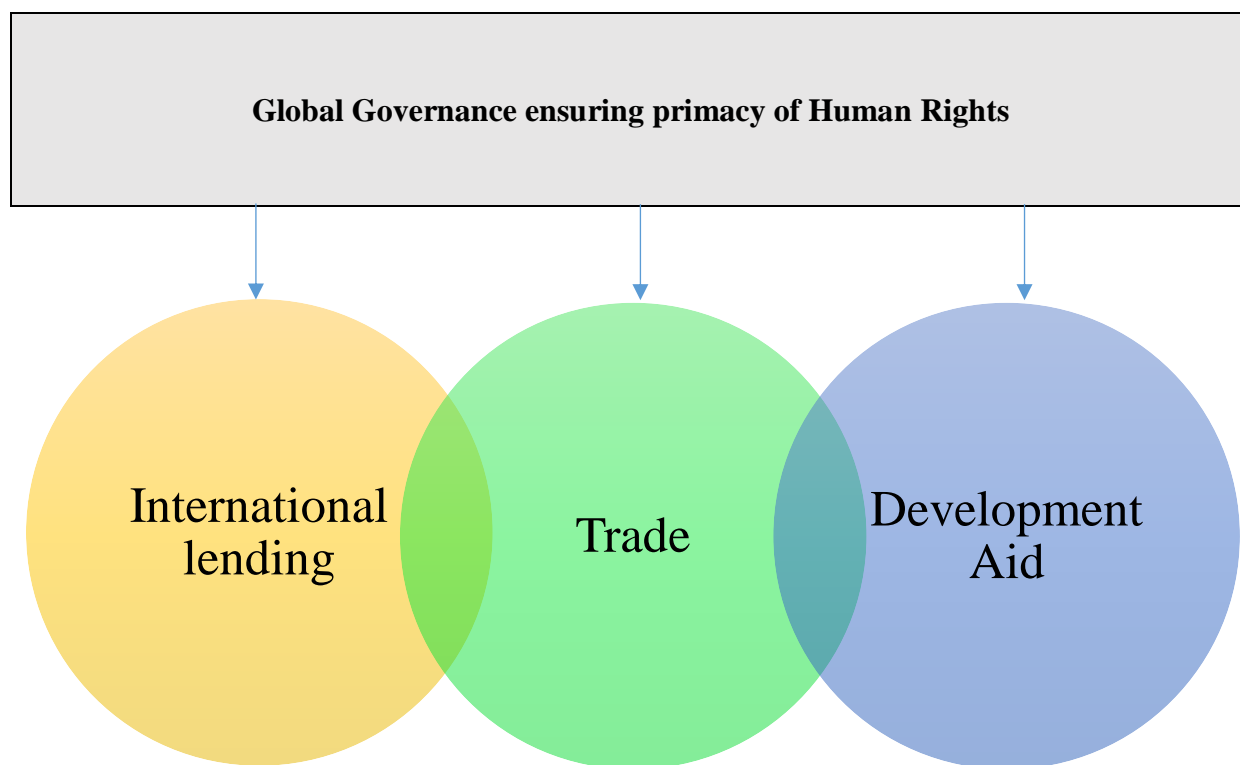 Global Governance ensuring primacy of Human Rights
International
lending
Trade
Development
Aid